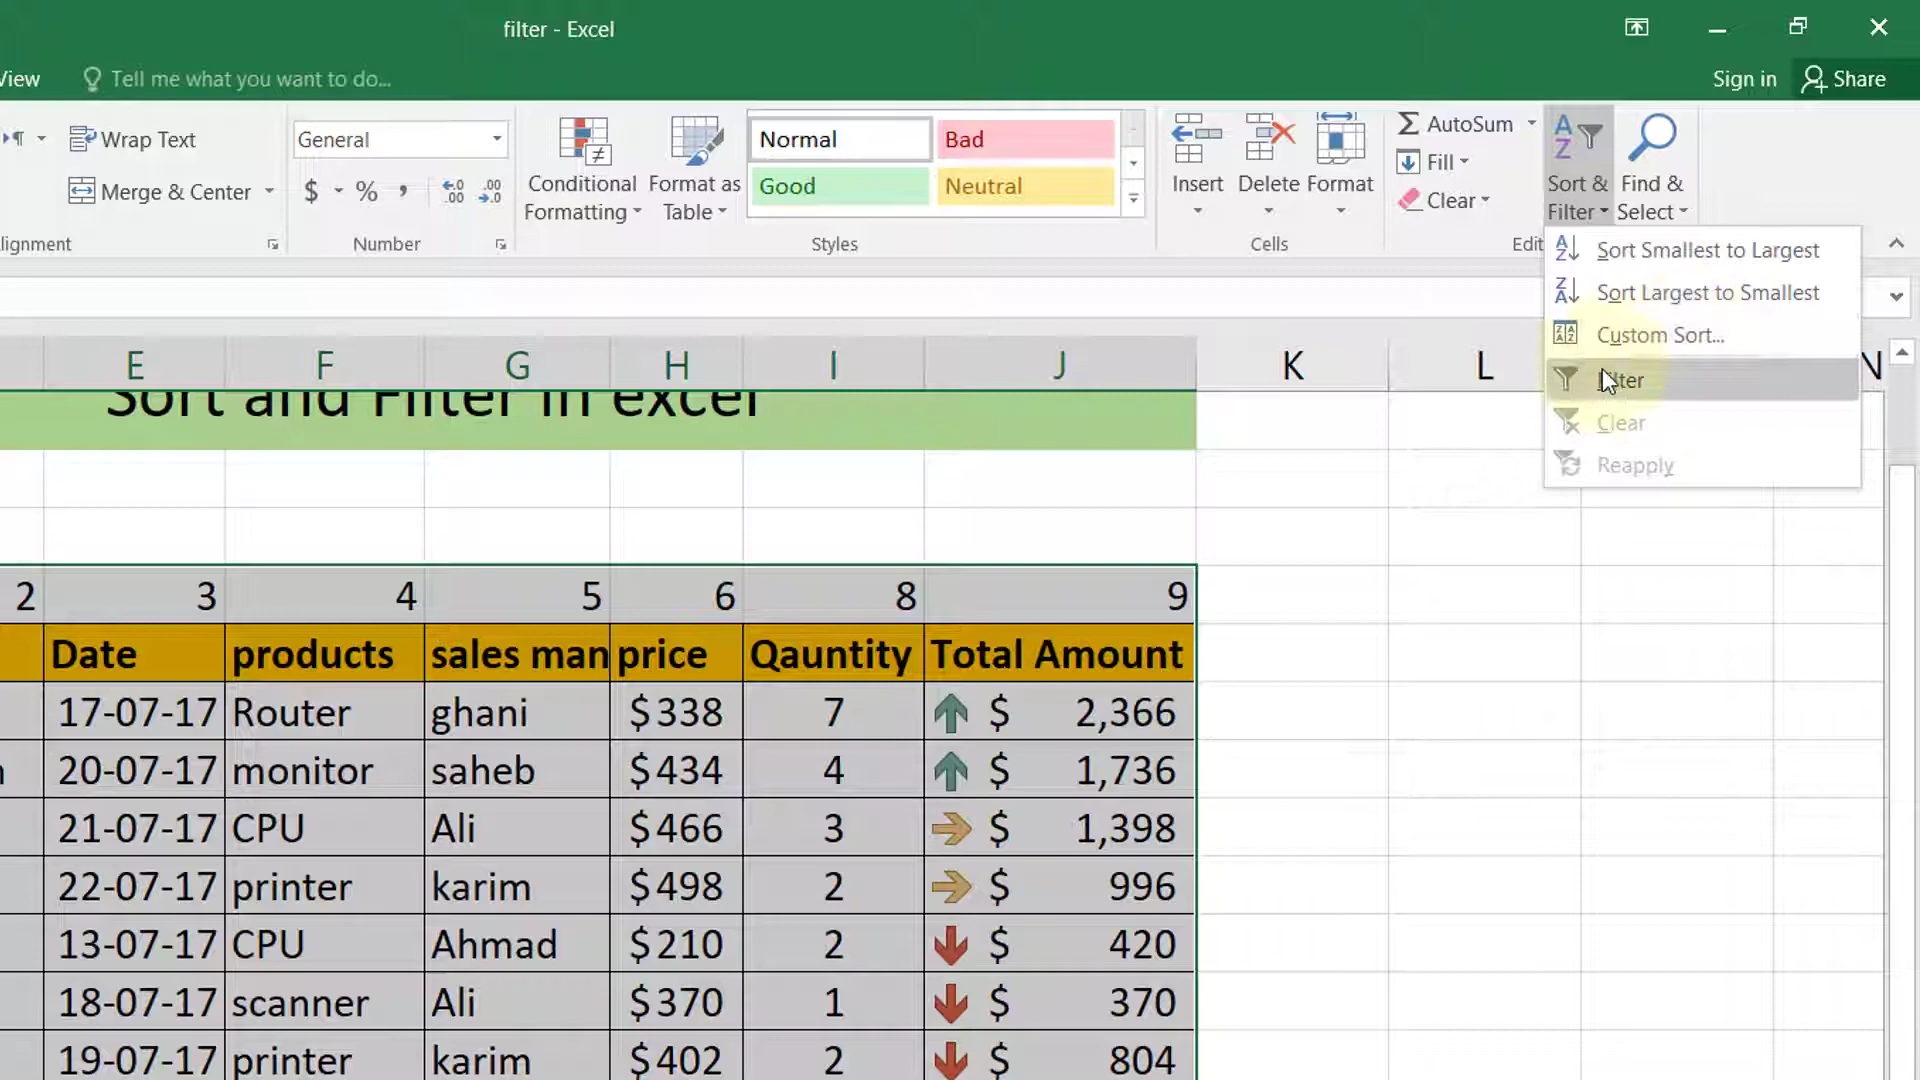 filter - Excel
View
Tell me what you want to do...
Sign in
Share
Wrap Text
General
Conditional Formatting
Format as Table
Normal
Bad
Good
Neutral
Insert
Delete
Format
AutoSum
Fill
Clear
Sort & Filter
Find & Select
Merge & Center
$ % ,
.00
.00
.0
lignment
Number
Styles
Cells
Edit
Sort Smallest to Largest
Sort Largest to Smallest
Custom Sort...
Filter
Clear
Reapply
E F G H I J K L N
Sort and Filter in excel
2 3 4 5 6 8 9
Date products sales man price Qauntity Total Amount
17-07-17 Router ghani $338 7 $ 2,366
20-07-17 monitor saheb $434 4 $ 1,736
21-07-17 CPU Ali $466 3 $ 1,398
22-07-17 printer karim $498 2 $ 996
13-07-17 CPU Ahmad $210 2 $ 420
18-07-17 scanner Ali $370 1 $ 370
19-07-17 printer karim $402 2 $ 804